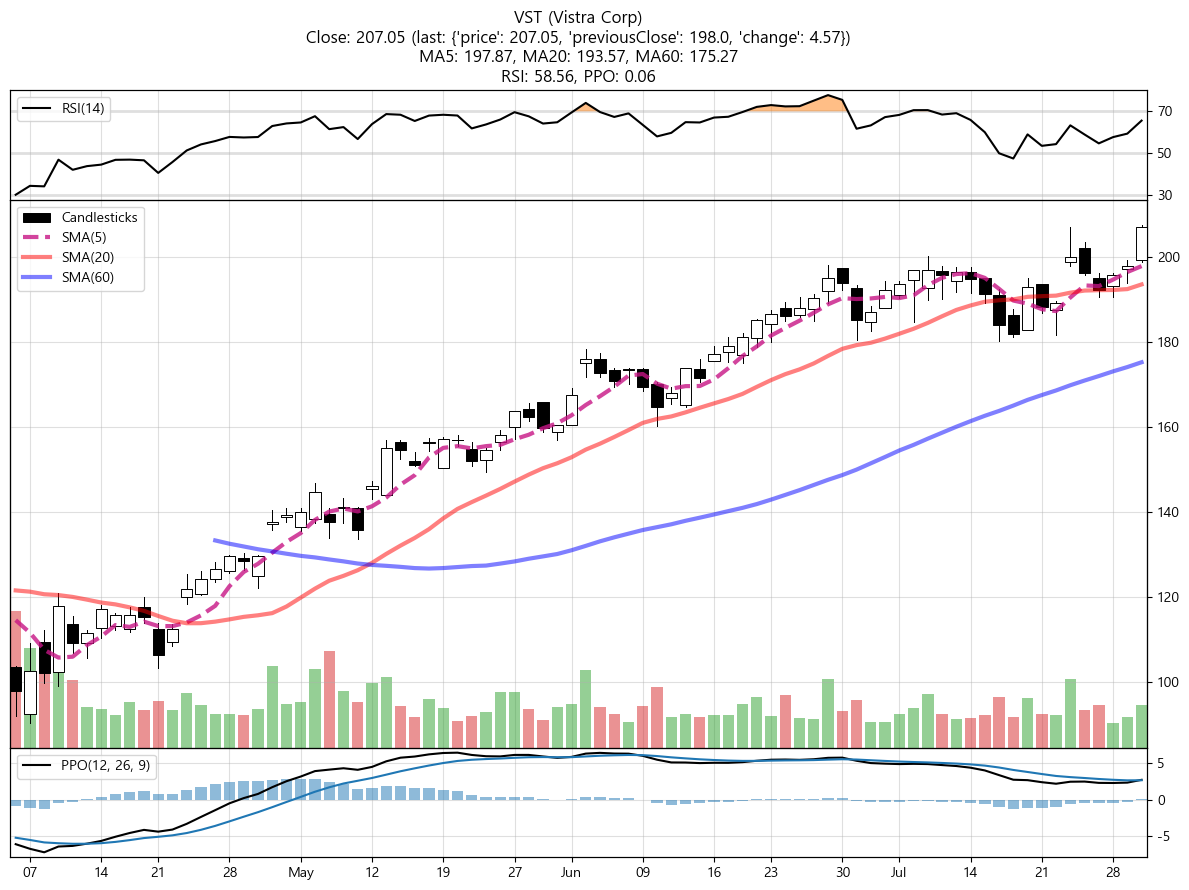 VST (Vistra Corp)
Close: 207.05 (last: {'price': 207.05, 'previousClose': 198.0, 'change': 4.57})
MA5: 197.87, MA20: 193.57, MA60: 175.27
RSI: 58.56, PPO: 0.06
RSI(14)
70
50
30
Candlesticks
SMA(5)
SMA(20)
SMA(60)
200
180
160
140
120
100
PPO(12, 26, 9)
5
0
-5
07 14 21 28 May 12 19 27 Jun 09 16 23 30 Jul 14 21 28